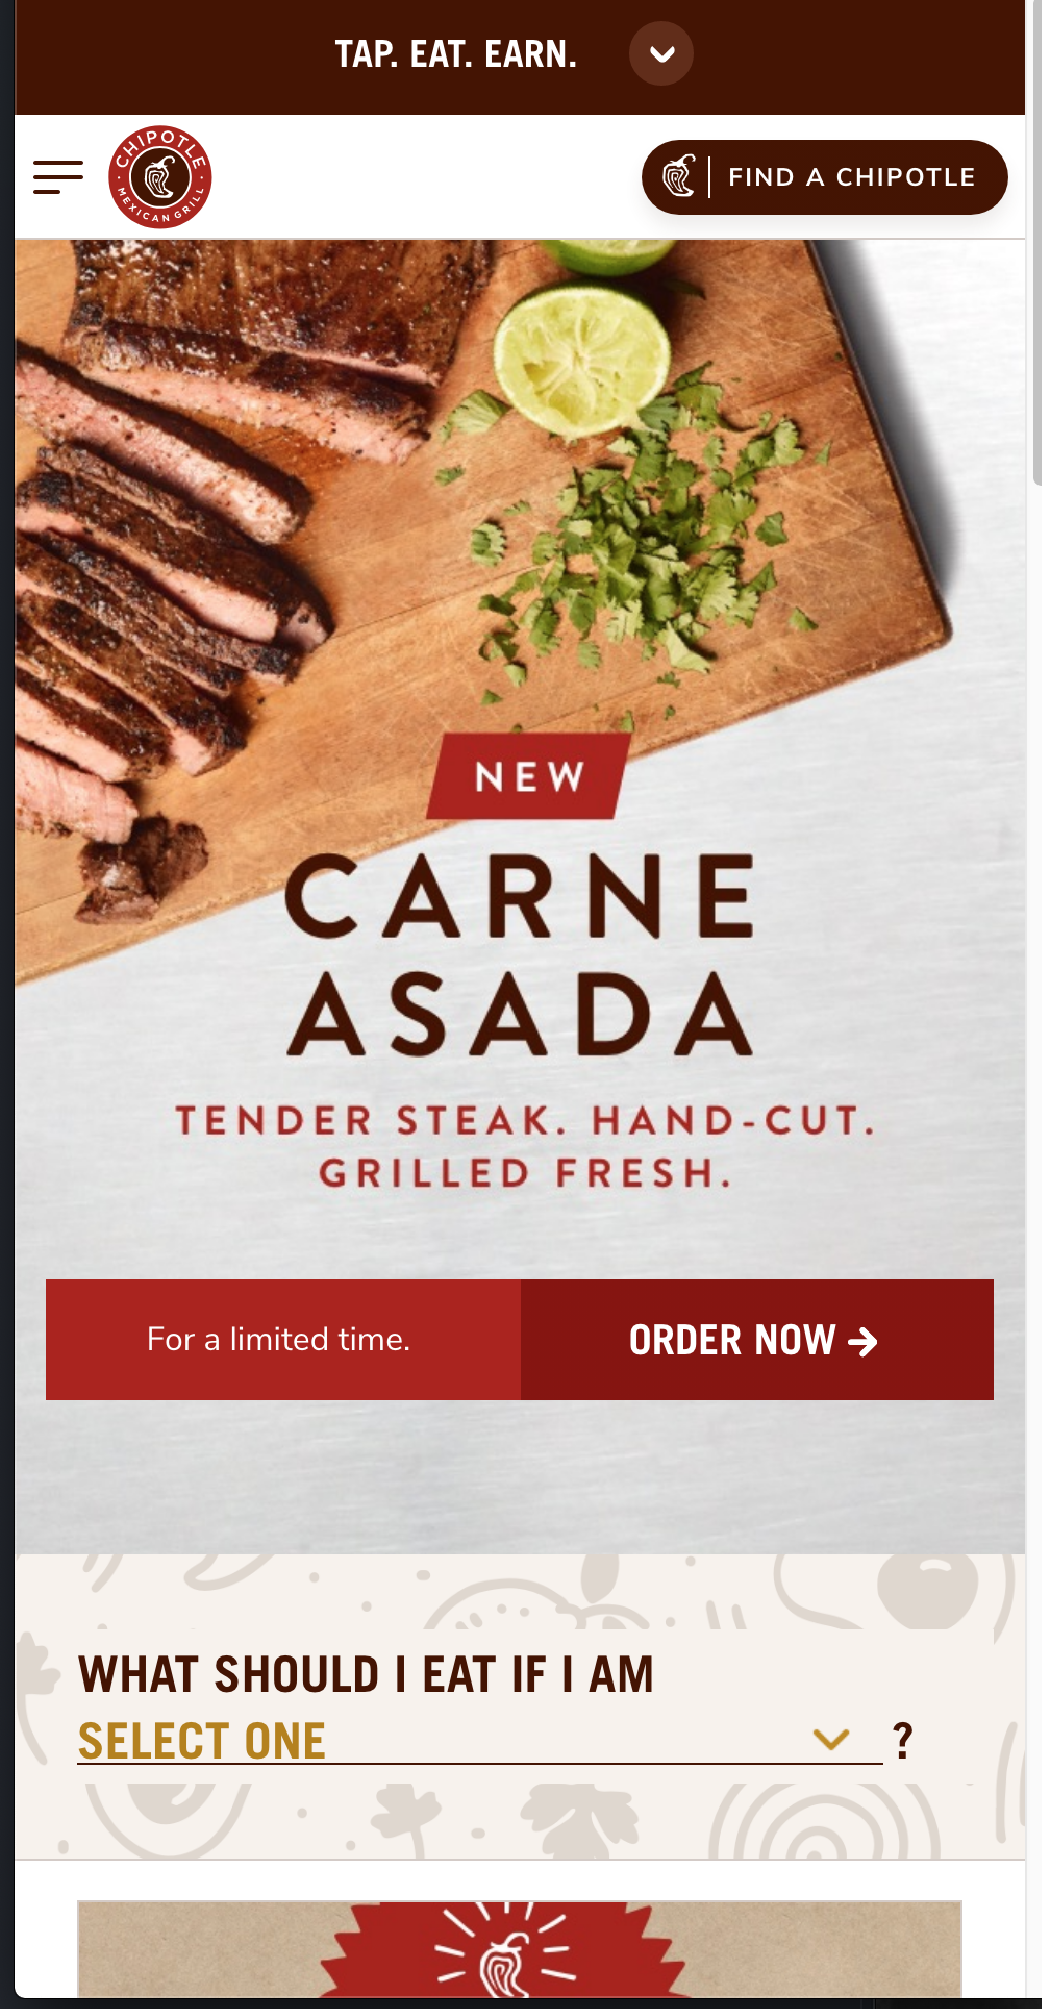 TAP. EAT. EARN.
CHIPOTLE
MEXICAN GRILL
FIND A CHIPOTLE
NEW
CARNE
ASADA
TENDER STEAK. HAND-CUT.
GRILLED FRESH.
For a limited time.
ORDER NOW
WHAT SHOULD I EAT IF I AM
SELECT ONE ?